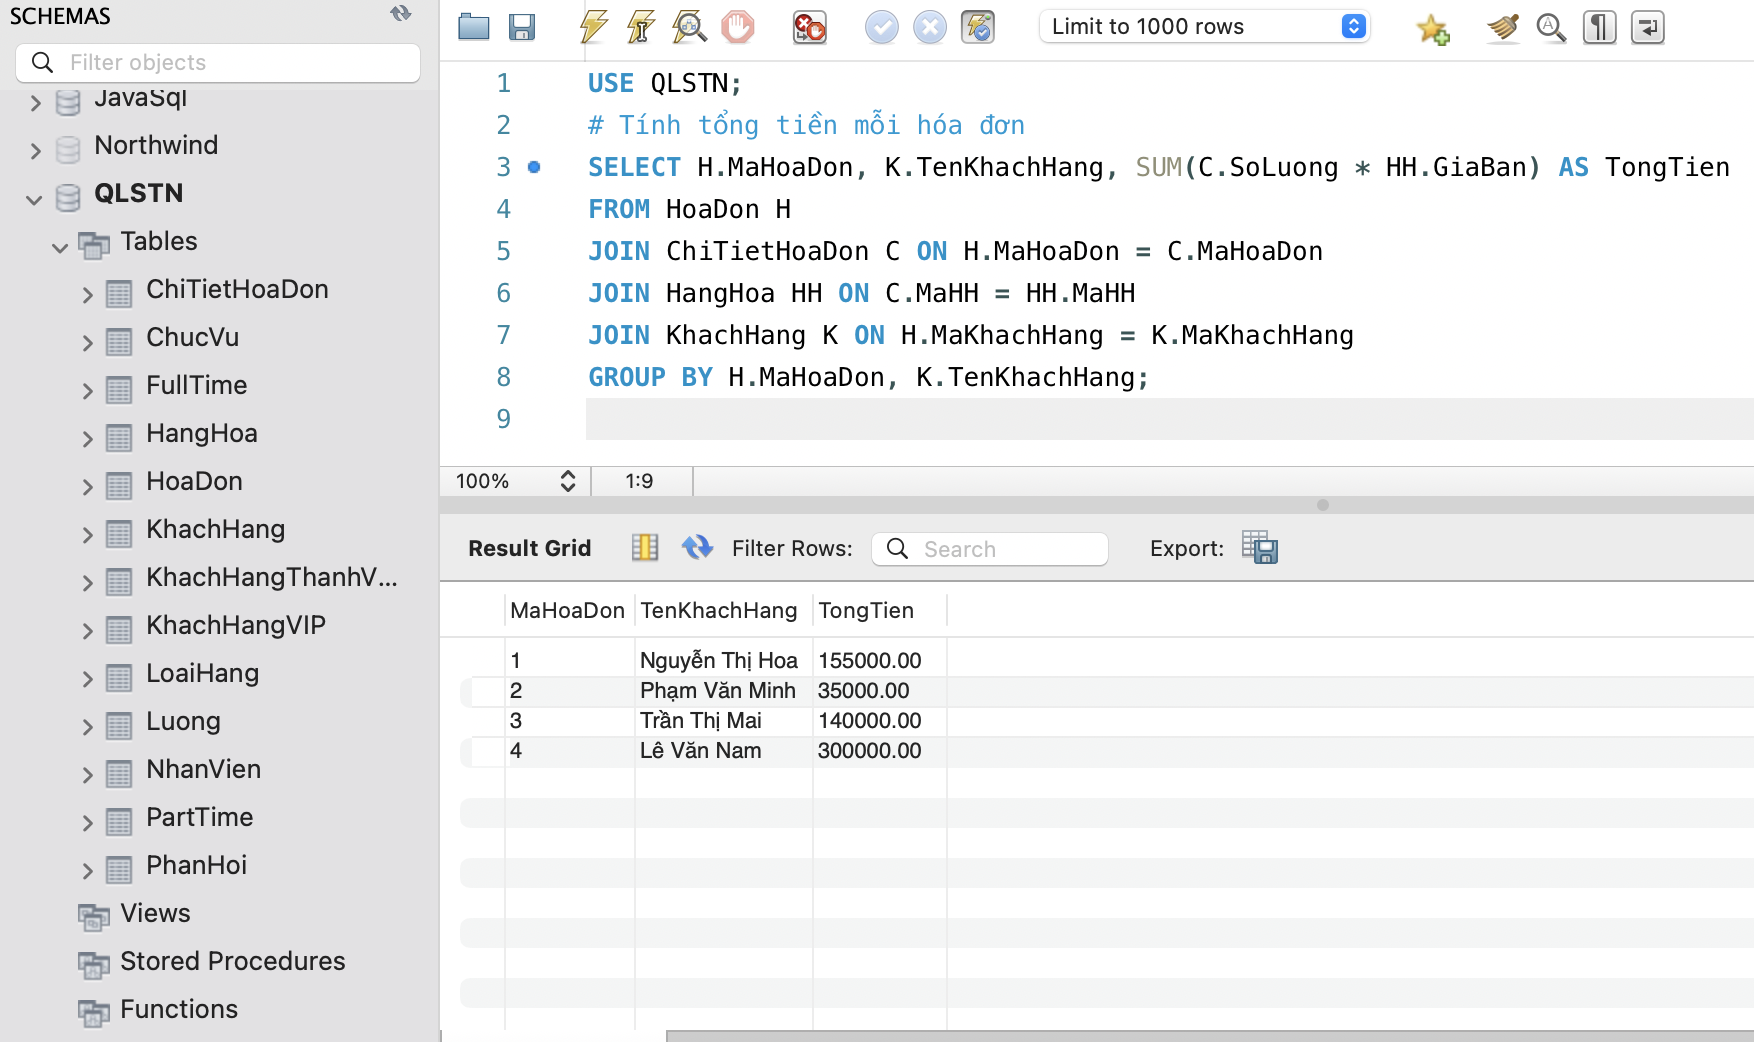 SCHEMAS
Filter objects
JavaSql
Northwind
QLSTN
Tables
ChiTietHoaDon
ChucVu
FullTime
HangHoa
HoaDon
KhachHang
KhachHangThanhV...
KhachHangVIP
LoaiHang
Luong
NhanVien
PartTime
PhanHoi
Views
Stored Procedures
Functions
Limit to 1000 rows
1 USE QLSTN;
2 # Tính tổng tiền mỗi hóa đơn
3 SELECT H.MaHoaDon, K.TenKhachHang, SUM(C.SoLuong * HH.GiaBan) AS TongTien
4 FROM HoaDon H
5 JOIN ChiTietHoaDon C ON H.MaHoaDon = C.MaHoaDon
6 JOIN HangHoa HH ON C.MaHH = HH.MaHH
7 JOIN KhachHang K ON H.MaKhachHang = K.MaKhachHang
8 GROUP BY H.MaHoaDon, K.TenKhachHang;
9
100% 1:9
Result Grid Filter Rows: Search Export:
MaHoaDon TenKhachHang TongTien
1 Nguyễn Thị Hoa 155000.00
2 Phạm Văn Minh 35000.00
3 Trần Thị Mai 140000.00
4 Lê Văn Nam 300000.00